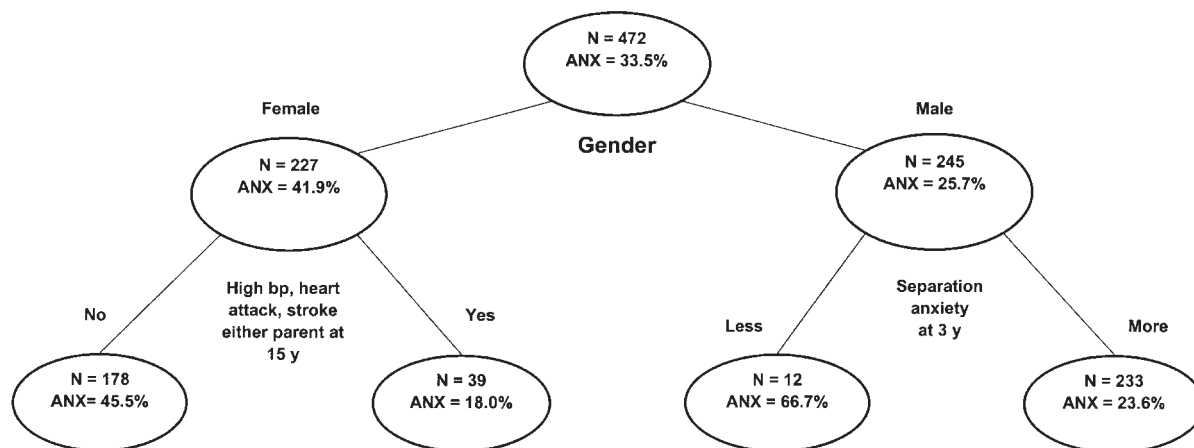 N = 472
ANX = 33.5%
Female
Male
Gender
N = 227
ANX = 41.9%
N = 245
ANX = 25.7%
No
High bp, heart
attack, stroke
either parent at
15 y
Yes
Less
Separation
anxiety
at 3 y
More
N = 178
ANX= 45.5%
N = 39
ANX = 18.0%
N = 12
ANX = 66.7%
N = 233
ANX = 23.6%